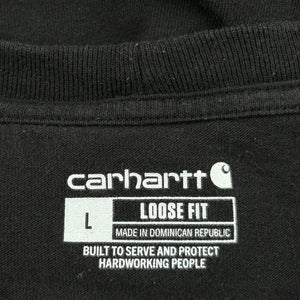 carhartt
L
LOOSE FIT
MADE IN DOMINICAN REPUBLIC
BUILT TO SERVE AND PROTECT
HARDWORKING PEOPLE